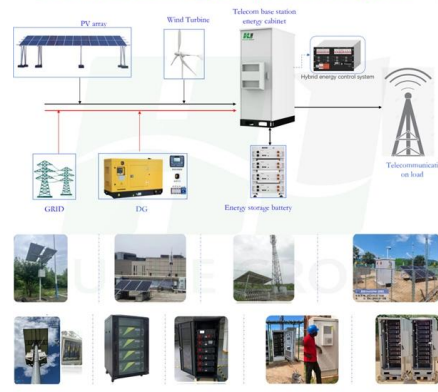 PV array
Wind Turbine
Telecom base station
energy cabinet
Hybrid energy control system
Telecommunicati
on load
GRID
DG
Energy storage battery